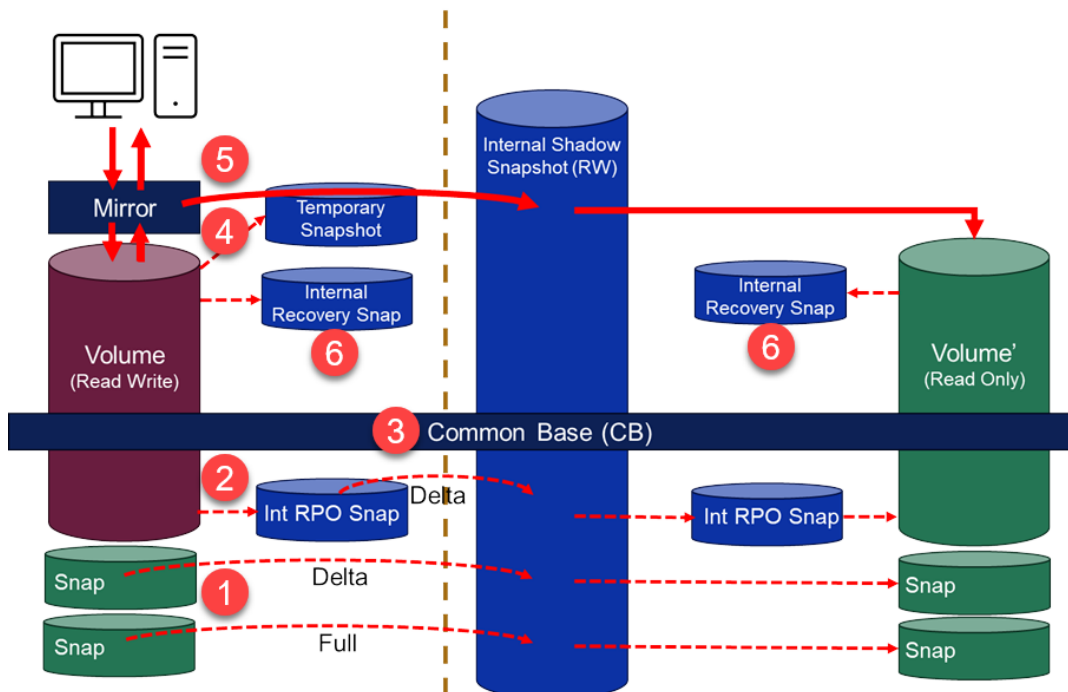 5
Internal Shadow
Snapshot (RW)
Mirror
4
Temporary
Snapshot
Internal
Recovery Snap
6
Internal
Recovery Snap
6
Volume
(Read Write)
Volume’
(Read Only)
3
Common Base (CB)
2
Int RPO Snap
Delta
Int RPO Snap
Snap
1
Delta
Snap
Snap
Full
Snap